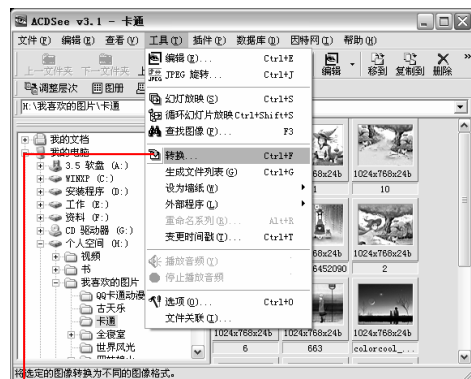 ACDSee v3.1 - 卡通
文件(F) 编辑(E) 查看(V) 工具(T) 插件(P) 数据库(D) 因特网(I) 帮助(H)
上一文件夹 下一文件夹 编辑 移到 复制到 删除 »
调整层次 图册
H:\我喜欢的图片\卡通
编辑(E)... Ctrl+E
JPEG 旋转... Ctrl+J
幻灯放映(S) Ctrl+S
循环幻灯片放映Ctrl+Shift+S
查找图像(F)... F3
转换... Ctrl+F
生成文件列表(G) Ctrl+G
设为墙纸(W)
外部程序(L)
重命名系列(R)... Alt+R
变更时间戳(T)... Ctrl+T
播放音频(V)
停止播放音频
选项(O)... Ctrl+O
文件关联(T)...
我的文档
我的电脑
3.5 软盘 (A:)
WINXP (C:)
安装程序 (D:)
工作 (E:)
资料 (F:)
CD 驱动器 (G:)
个人空间 (H:)
视频
书
我喜欢的图片
QQ卡通动漫
古天乐
卡通
全寝室
世界风光
68x24b 1024x768x24b
1 10
68x24b 1024x768x24b
6452090 2
1024x768x24b 1024x768x24b 1024x768x24b
6 663 colorcool_...
将选定的图像转换为不同的图像格式。